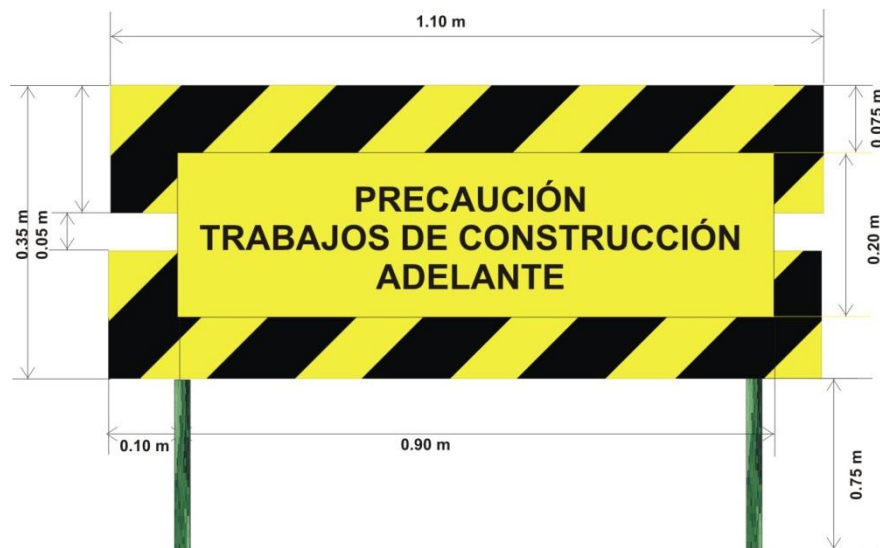 1.10 m
0.075 m
0.35 m
0.05 m
PRECAUCIÓN
TRABAJOS DE CONSTRUCCIÓN
ADELANTE
0.20 m
0.10 m
0.90 m
0.75 m